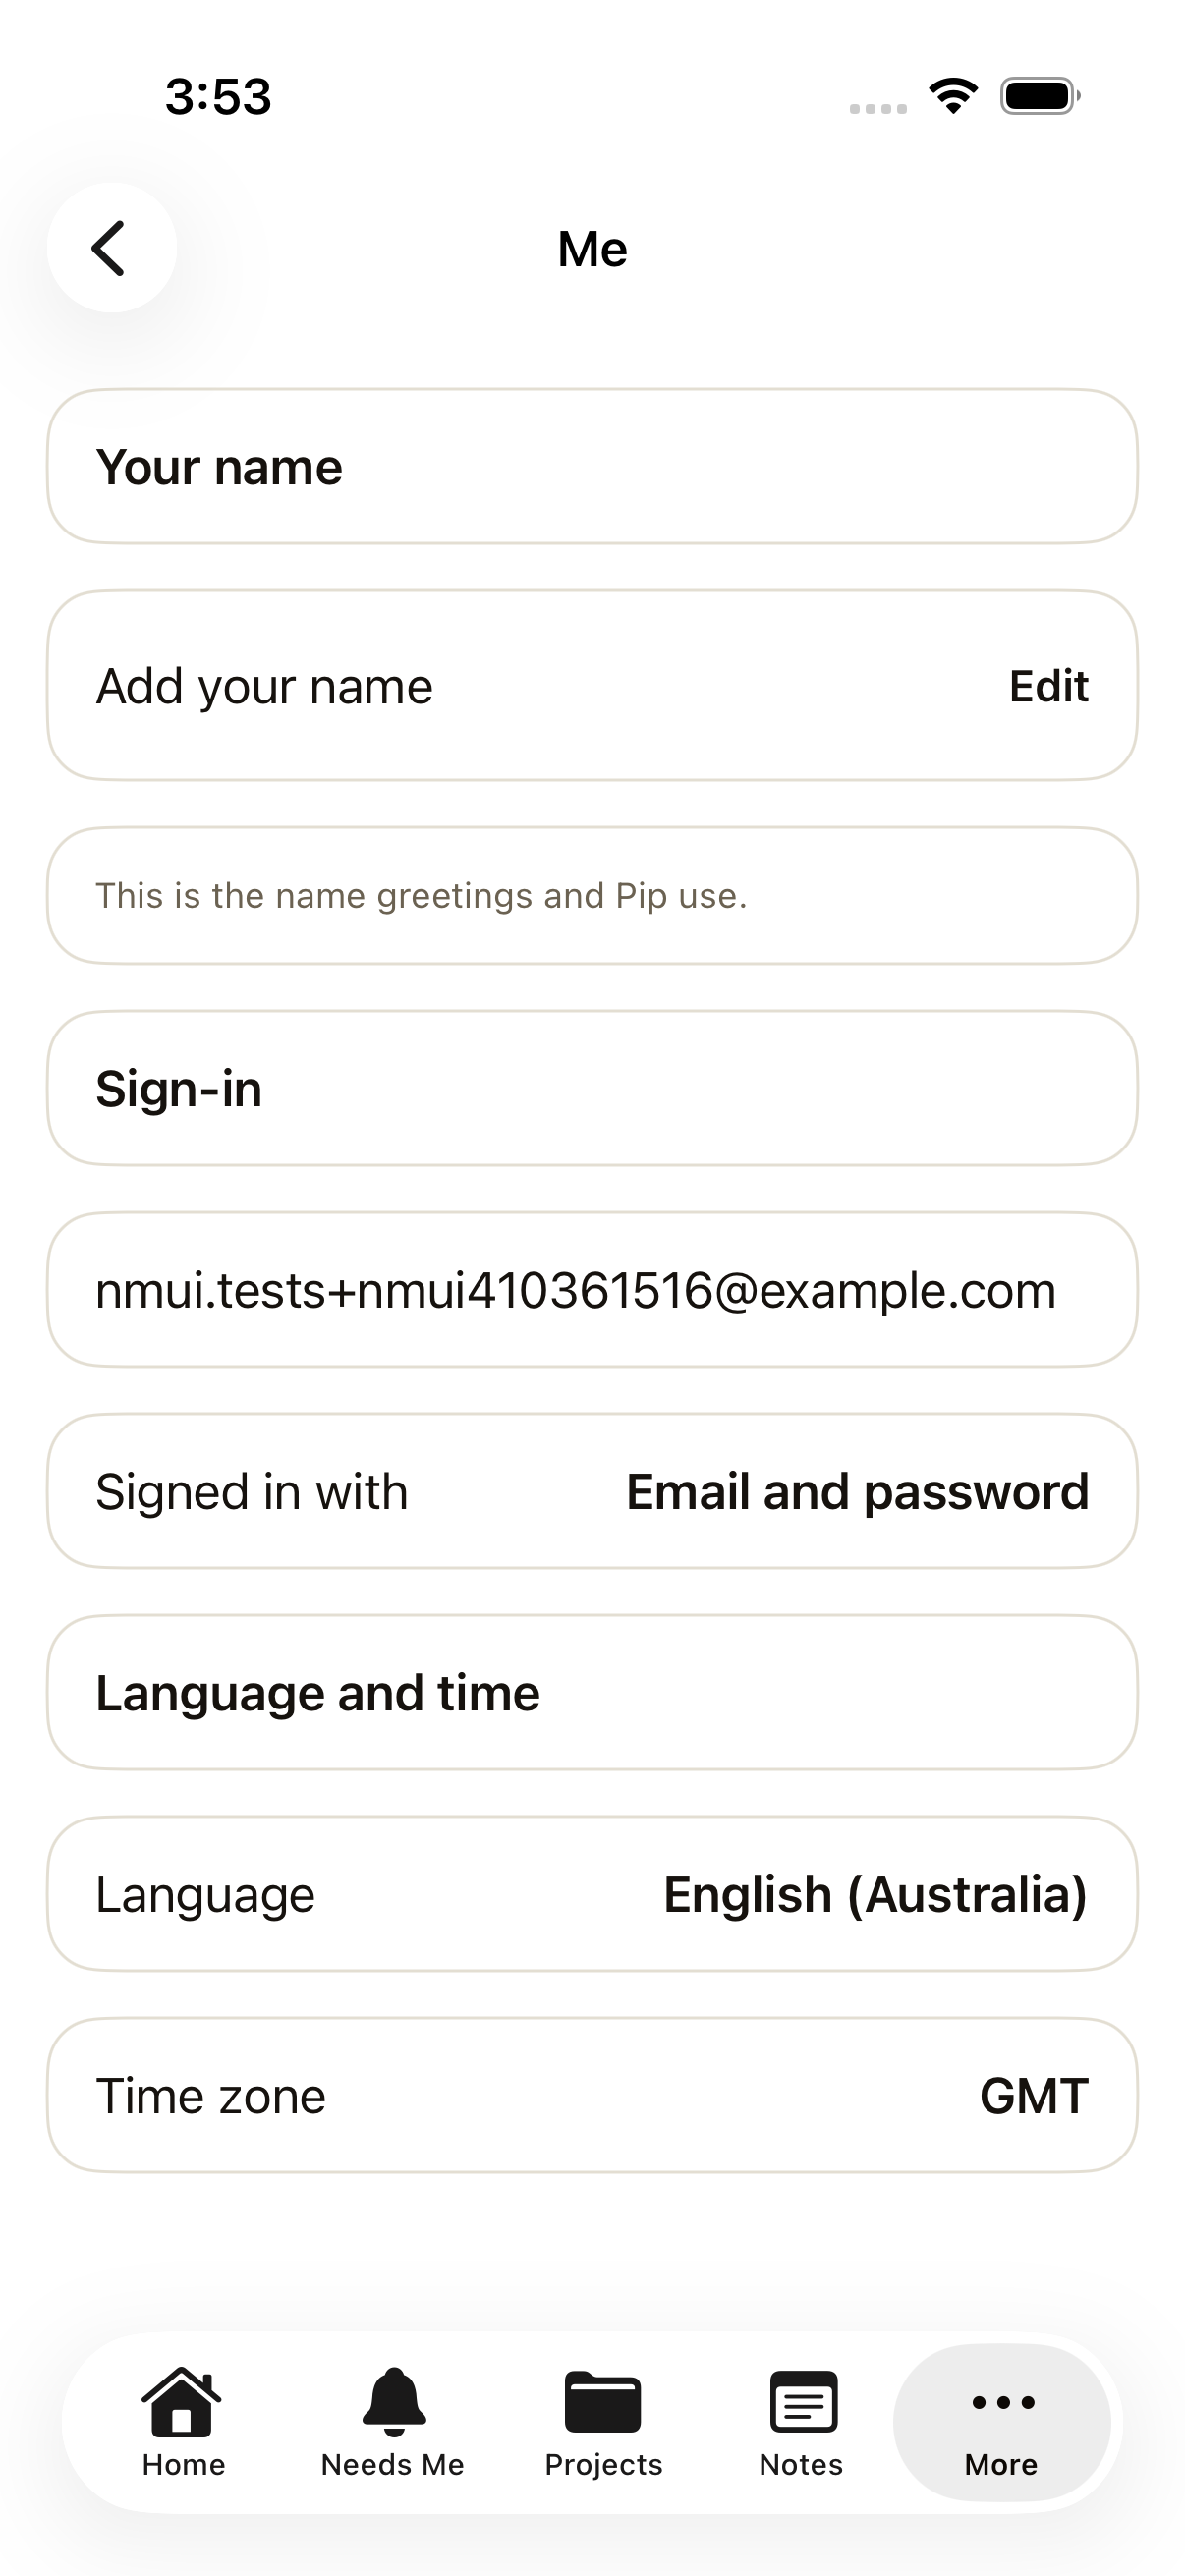 3:53
Me
Your name
Add your name Edit
This is the name greetings and Pip use.
Sign-in
nmui.tests+nmui410361516@example.com
Signed in with Email and password
Language and time
Language English (Australia)
Time zone GMT
Home Needs Me Projects Notes More